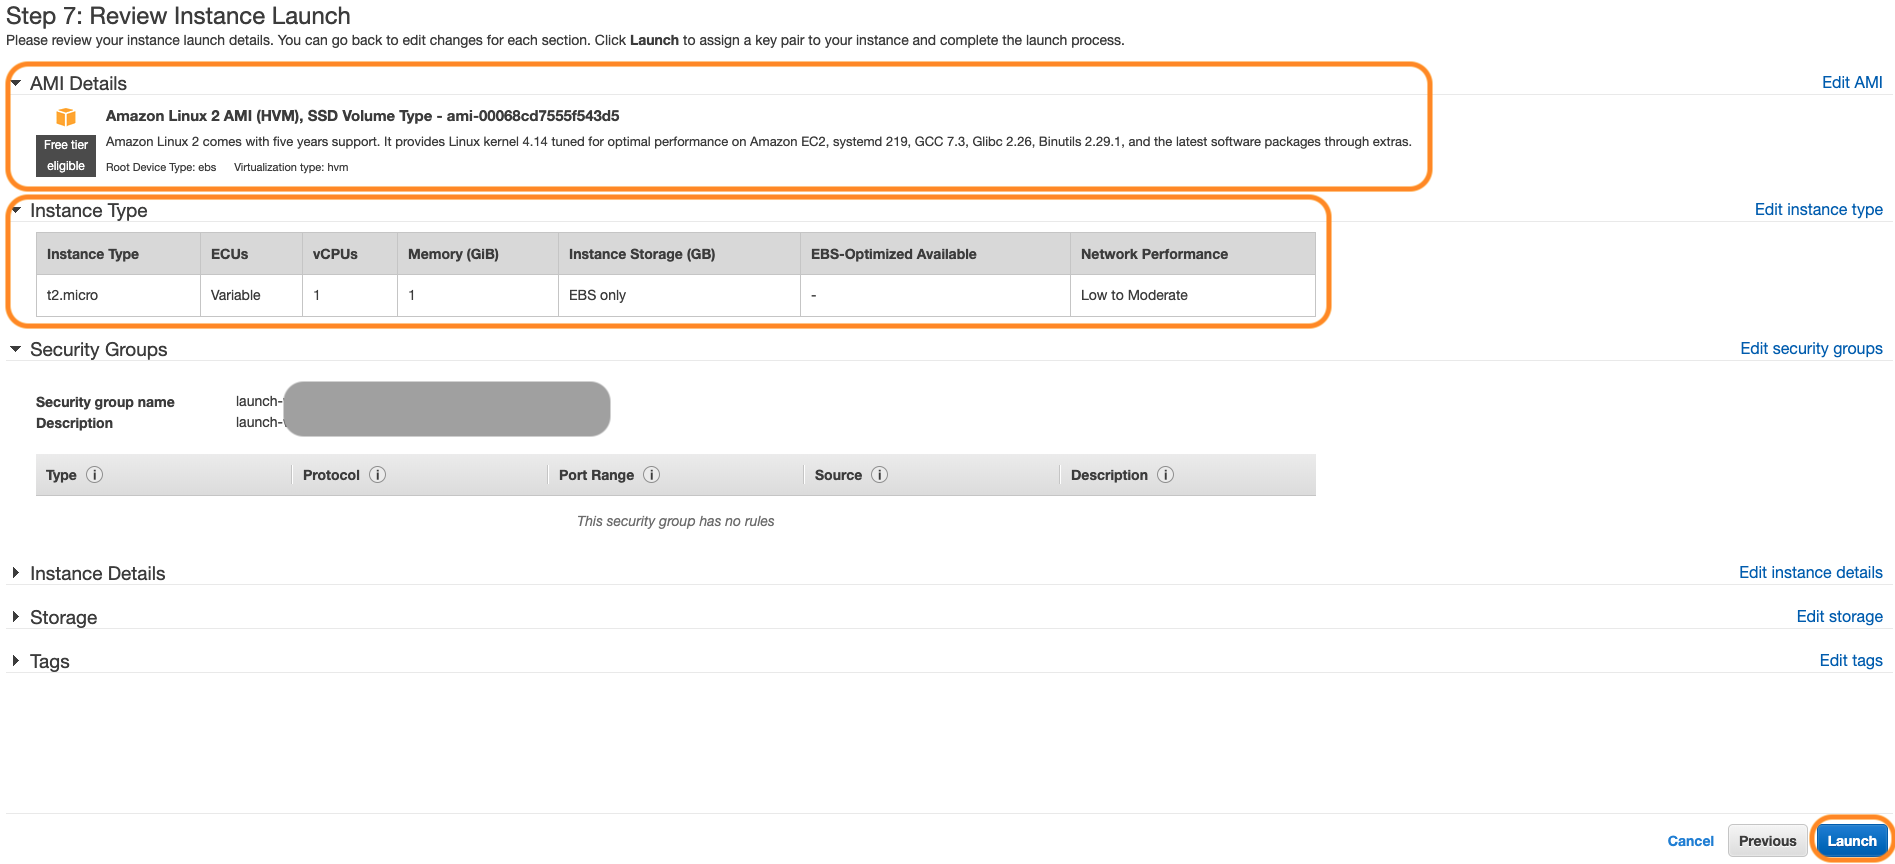 Step 7: Review Instance Launch
Please review your instance launch details. You can go back to edit changes for each section. Click Launch to assign a key pair to your instance and complete the launch process.
AMI Details Edit AMI
Amazon Linux 2 AMI (HVM), SSD Volume Type - ami-00068cd7555f543d5
Free tier eligible
Amazon Linux 2 comes with five years support. It provides Linux kernel 4.14 tuned for optimal performance on Amazon EC2, systemd 219, GCC 7.3, Glibc 2.26, Binutils 2.29.1, and the latest software packages through extras.
Root Device Type: ebs Virtualization type: hvm
Instance Type Edit instance type
Instance Type ECUs vCPUs Memory (GiB) Instance Storage (GB) EBS-Optimized Available Network Performance
t2.micro Variable 1 1 EBS only - Low to Moderate
Security Groups Edit security groups
Security group name launch-
Description launch-
Type i Protocol i Port Range i Source i Description i
This security group has no rules
Instance Details Edit instance details
Storage Edit storage
Tags Edit tags
Cancel Previous Launch